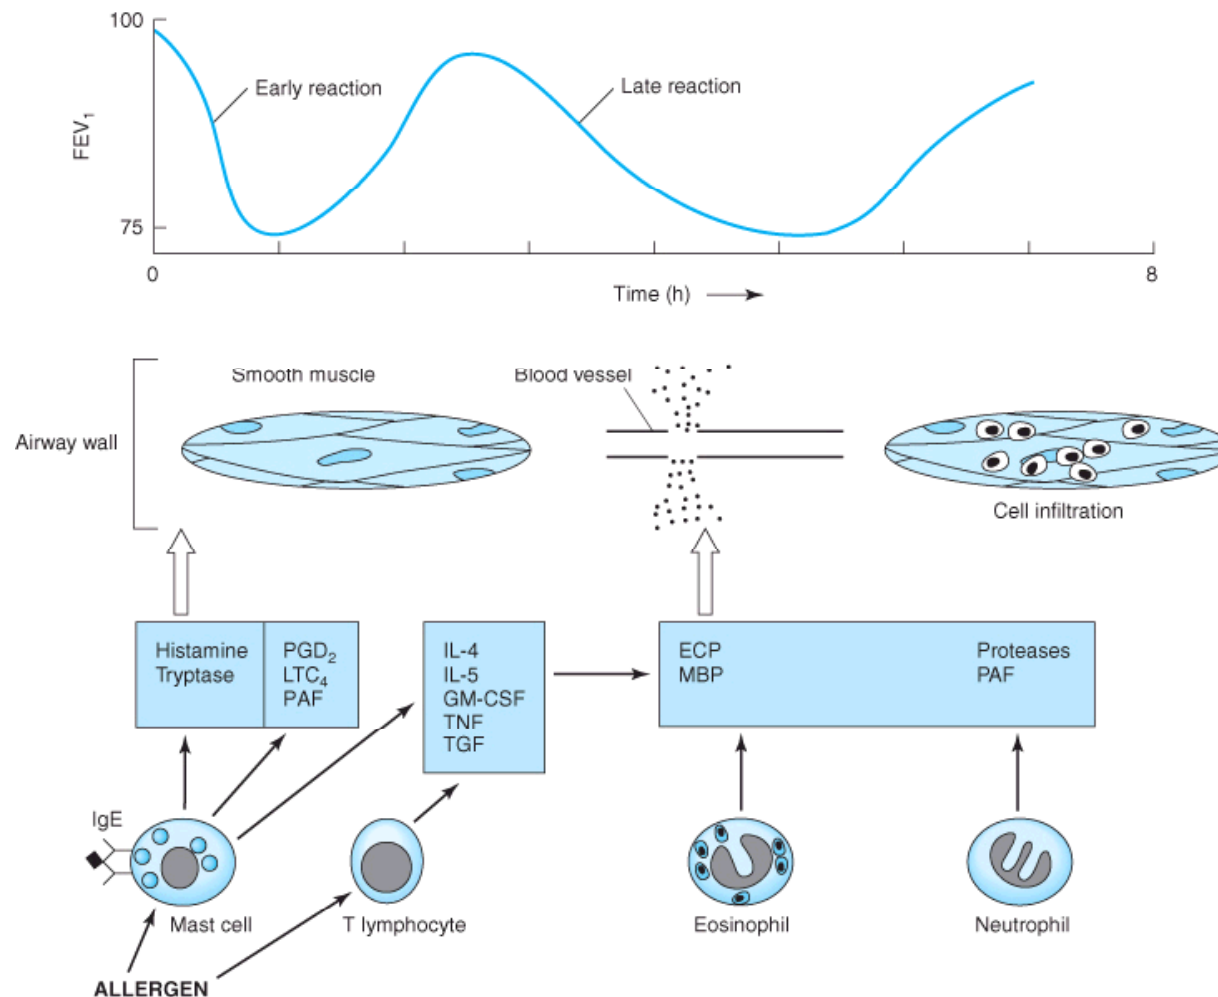 100
FEV₁
Early reaction
Late reaction
75
0
8
Time (h)
Airway wall
Smooth muscle
Blood vessel
Cell infiltration
Histamine
Tryptase
PGD₂
LTC₄
PAF
IL-4
IL-5
GM-CSF
TNF
TGF
ECP
MBP
Proteases
PAF
IgE
Mast cell
T lymphocyte
Eosinophil
Neutrophil
ALLERGEN